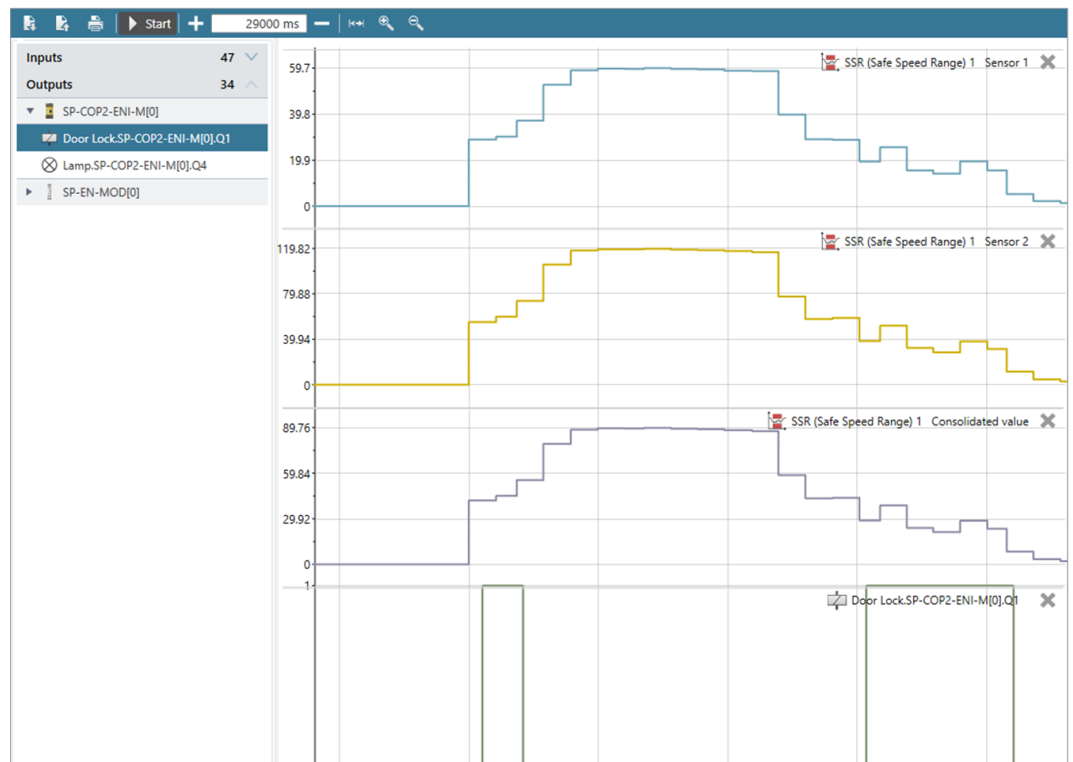 Start 29000 ms
Inputs 47
Outputs 34
SP-COP2-ENI-M[0]
Door Lock.SP-COP2-ENI-M[0].Q1
Lamp.SP-COP2-ENI-M[0].Q4
SP-EN-MOD[0]
SSR (Safe Speed Range) 1 Sensor 1
59.7
39.8
19.9
0
SSR (Safe Speed Range) 1 Sensor 2
119.82
79.88
39.94
0
SSR (Safe Speed Range) 1 Consolidated value
89.76
59.84
29.92
0
1
Door Lock.SP-COP2-ENI-M[0].Q1